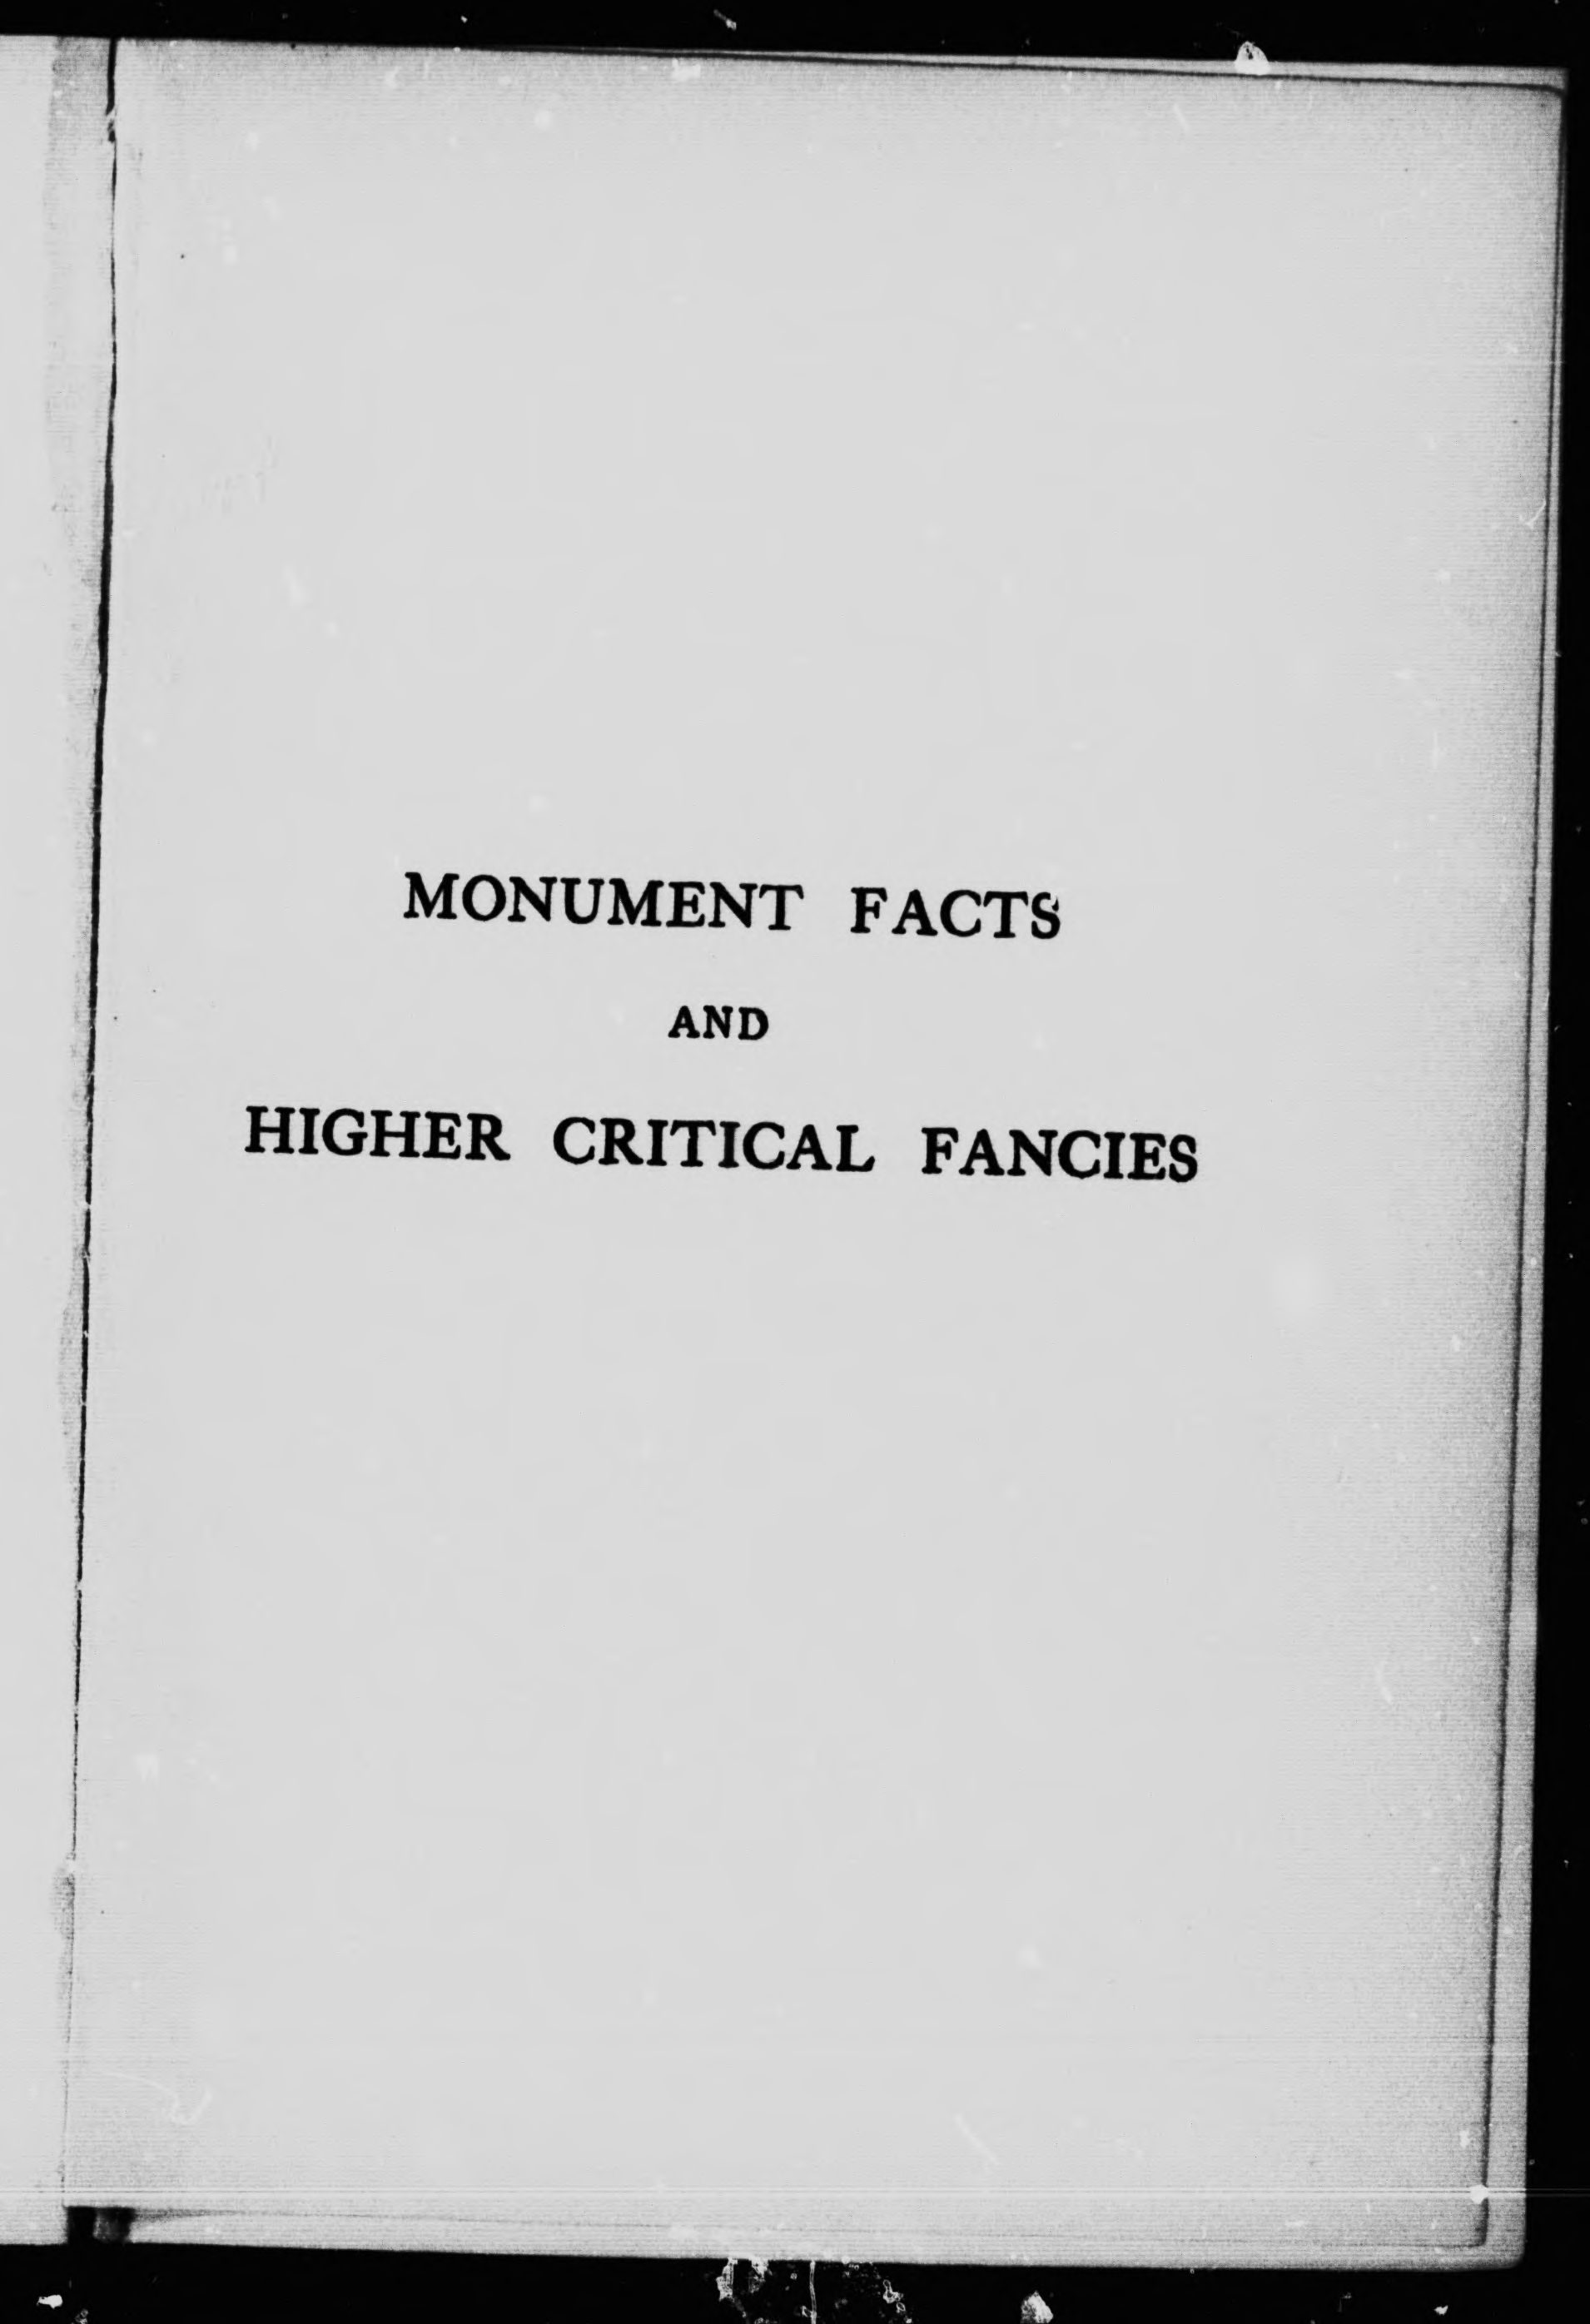 MONUMENT FACTS
AND
HIGHER CRITICAL FANCIES